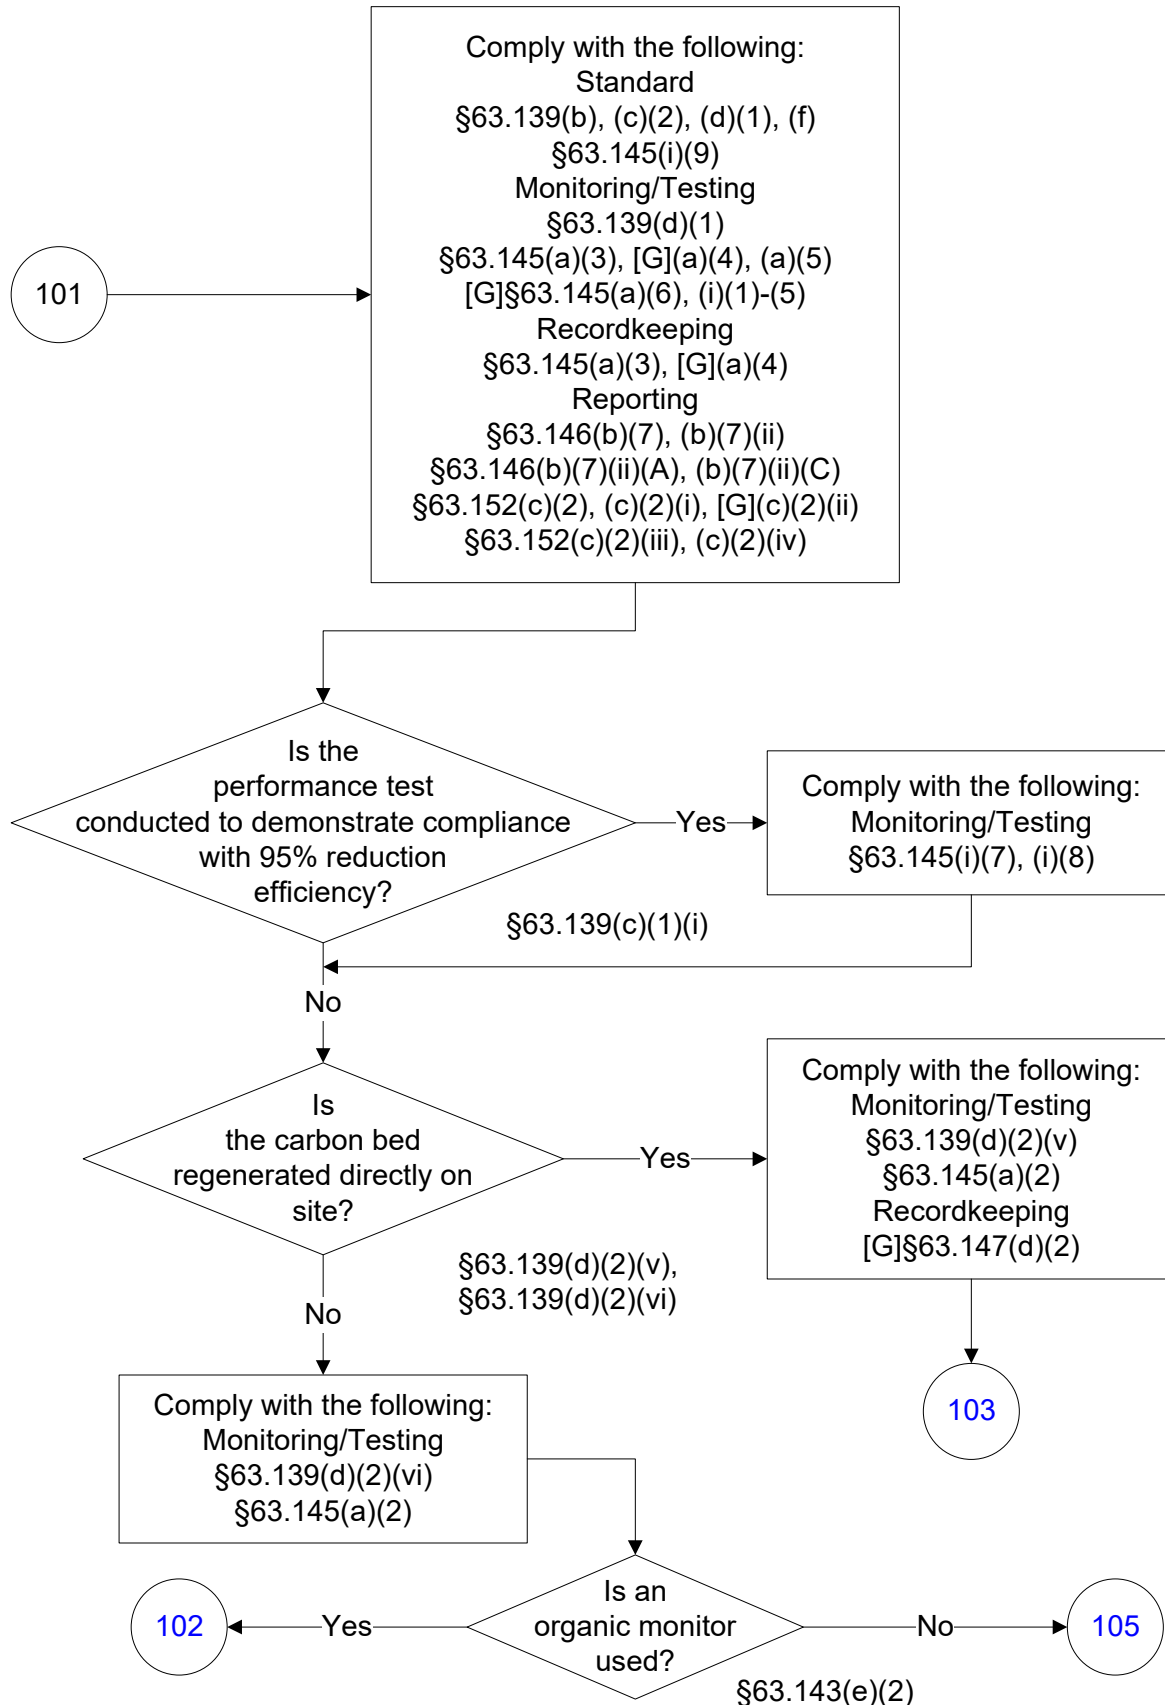 Comply with the following:
Standard
§63.139(b), (c)(2), (d)(1), (f)
§63.145(i)(9)
Monitoring/Testing
§63.139(d)(1)
§63.145(a)(3), [G](a)(4), (a)(5)
[G]§63.145(a)(6), (i)(1)-(5)
Recordkeeping
§63.145(a)(3), [G](a)(4)
Reporting
§63.146(b)(7), (b)(7)(ii)
§63.146(b)(7)(ii)(A), (b)(7)(ii)(C)
§63.152(c)(2), (c)(2)(i), [G](c)(2)(ii)
§63.152(c)(2)(iii), (c)(2)(iv)
101
Is the
performance test
conducted to demonstrate compliance
with 95% reduction
efficiency?
Yes
Comply with the following:
Monitoring/Testing
§63.145(i)(7), (i)(8)
§63.139(c)(1)(i)
No
Is
the carbon bed
regenerated directly on
site?
Yes
Comply with the following:
Monitoring/Testing
§63.139(d)(2)(v)
§63.145(a)(2)
Recordkeeping
[G]§63.147(d)(2)
§63.139(d)(2)(v),
§63.139(d)(2)(vi)
No
103
Comply with the following:
Monitoring/Testing
§63.139(d)(2)(vi)
§63.145(a)(2)
Is an
organic monitor
used?
Yes
102
No
105
§63.143(e)(2)